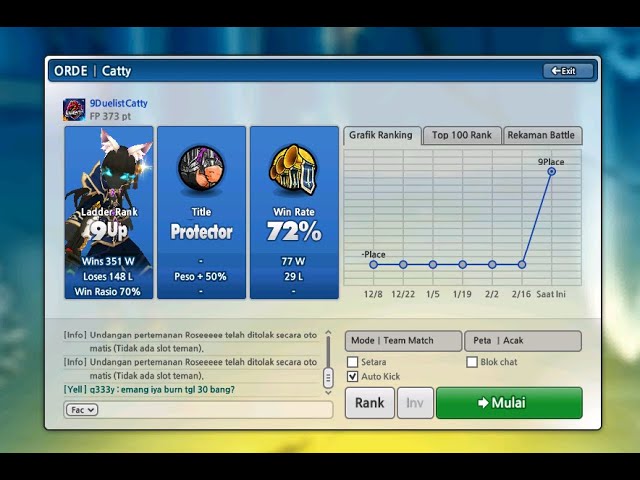 ORDE | Catty
Exit
9DuelistCatty
FP 373 pt
Ladder Rank
9Up
Wins 351 W
Loses 148 L
Win Rasio 70%
Title
Protector
-
Peso + 50%
-
Win Rate
72%
77 W
29 L
-
Grafik Ranking
Top 100 Rank
Rekaman Battle
9Place
-Place
12/8 12/22 1/5 1/19 2/2 2/16 Saat Ini
[Info] Undangan pertemanan Roseeeee telah ditolak secara oto
matis (Tidak ada slot teman).
[Info] Undangan pertemanan Roseeeee telah ditolak secara oto
matis (Tidak ada slot teman).
[Yell] q333y : emang iya burn tgl 30 bang?
Fac
Mode | Team Match
Peta | Acak
Setara
Blok chat
Auto Kick
Rank
Inv
Mulai